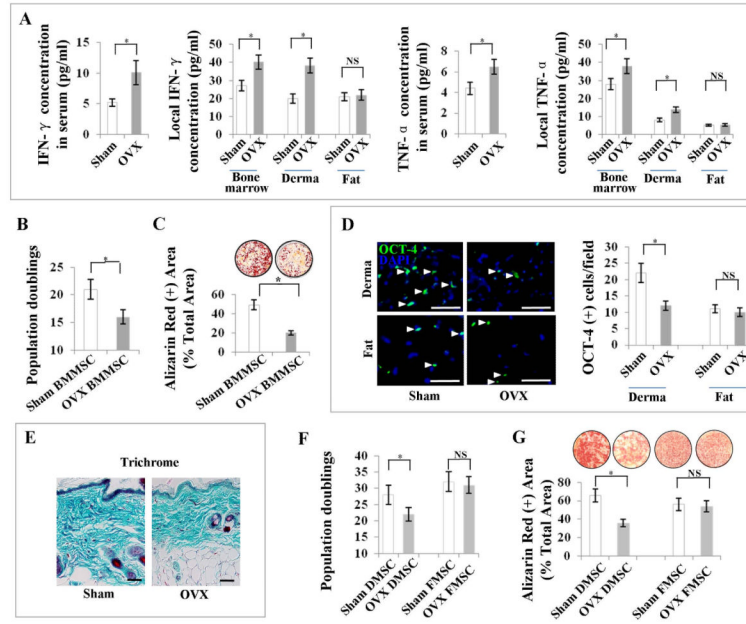 A
IFN- γ concentration
in serum (pg/ml)
15
10
5
0
*
Sham
OVX
Local IFN- γ
concentration (pg/ml)
50
40
30
20
10
0
*
*
NS
Sham
OVX
Sham
OVX
Sham
OVX
Bone
marrow
Derma
Fat
TNF- α concentration
in serum (pg/ml)
8
6
4
2
0
*
Sham
OVX
Local TNF- α
concentration (pg/ml)
50
40
30
20
10
0
*
*
NS
Sham
OVX
Sham
OVX
Sham
OVX
Bone
marrow
Derma
Fat
B
Population doublings
25
20
15
10
*
Sham BMMSC
OVX BMMSC
C
Alizarin Red (+) Area
(% Total Area)
60
40
20
0
*
Sham BMMSC
OVX BMMSC
D
OCT-4
DAPI
Derma
Fat
Sham
OVX
OCT-4 (+) cells/field
30
25
20
15
10
5
0
*
NS
Sham
OVX
Sham
OVX
Derma
Fat
E
Trichrome
Sham
OVX
F
Population doublings
40
35
30
25
20
15
10
*
NS
Sham DMSC
OVX DMSC
Sham FMSC
OVX FMSC
G
Alizarin Red (+) Area
(% Total Area)
80
60
40
20
0
*
NS
Sham DMSC
OVX DMSC
Sham FMSC
OVX FMSC